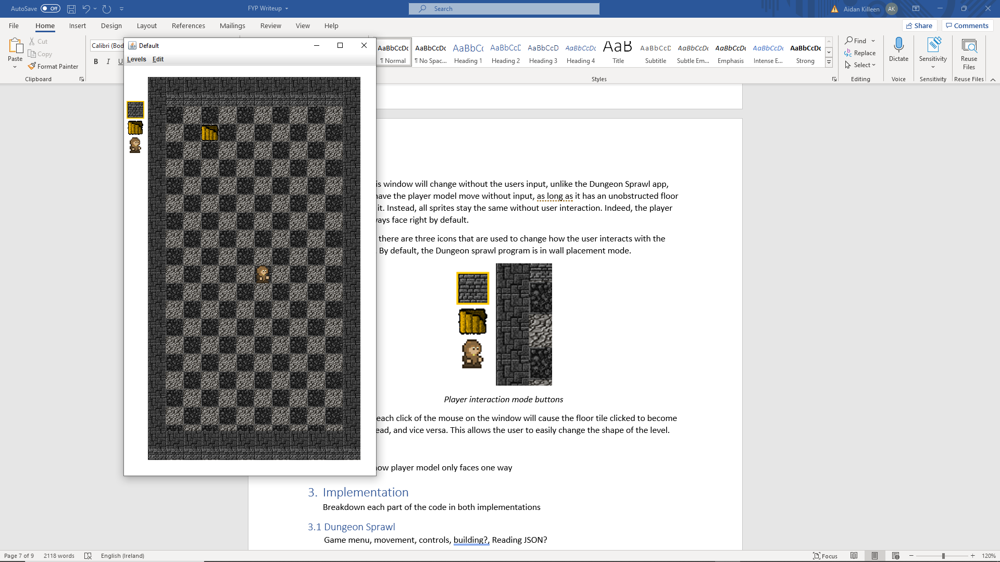 AutoSave Off
FYP Writeup
Search
Aidan Killeen AK
File Home Insert Design Layout References Mailings Review View Help
Share Comments
Paste
Cut
Copy
Format Painter
Clipboard
Calibri (Bod
B I U
AaBbCcDc AaBbCcDc AaBbCc AaBbCcD AaBbCcD AaBbCcDc AaB AaBbCcD AaBbCcDc AaBbCcDc AaBbCcDc AaBbCcDc
¶ Normal ¶ No Spac... Heading 1 Heading 2 Heading 3 Heading 4 Title Subtitle Subtle Em... Emphasis Intense E... Strong
Styles
Find
Replace
Select
Editing
Dictate
Voice
Sensitivity
Sensitivity
Reuse
Files
Reuse Files
Default
Levels Edit
is window will change without the users input, unlike the Dungeon Sprawl app,
have the player model move without input, as long as it has an unobstructed floor
it. Instead, all sprites stay the same without user interaction. Indeed, the player
ways face right by default.
there are three icons that are used to change how the user interacts with the
. By default, the Dungeon sprawl program is in wall placement mode.
Player interaction mode buttons
each click of the mouse on the window will cause the floor tile clicked to become
ead, and vice versa. This allows the user to easily change the shape of the level.
how player model only faces one way
3. Implementation
Breakdown each part of the code in both implementations
3.1 Dungeon Sprawl
Game menu, movement, controls, building?, Reading JSON?
Page 7 of 9 2118 words English (Ireland)
Focus
120%